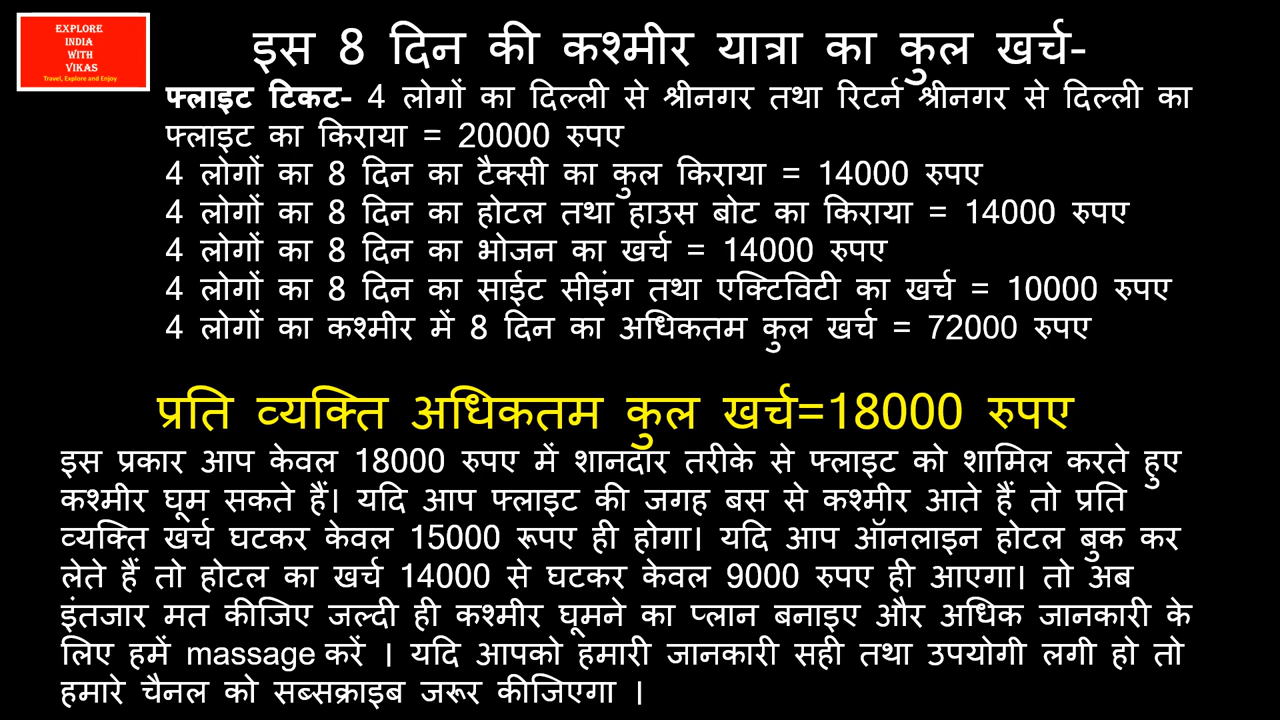 EXPLORE
INDIA
WITH
VIKAS
Travel, Explore and Enjoy
इस 8 दिन की कश्मीर यात्रा का कुल खर्च-
फ्लाइट टिकट- 4 लोगों का दिल्ली से श्रीनगर तथा रिटर्न श्रीनगर से दिल्ली का
फ्लाइट का किराया = 20000 रुपए
4 लोगों का 8 दिन का टैक्सी का कुल किराया = 14000 रुपए
4 लोगों का 8 दिन का होटल तथा हाउस बोट का किराया = 14000 रुपए
4 लोगों का 8 दिन का भोजन का खर्च = 14000 रुपए
4 लोगों का 8 दिन का साईट सीइंग तथा एक्टिविटी का खर्च = 10000 रुपए
4 लोगों का कश्मीर में 8 दिन का अधिकतम कुल खर्च = 72000 रुपए
प्रति व्यक्ति अधिकतम कुल खर्च=18000 रुपए
इस प्रकार आप केवल 18000 रुपए में शानदार तरीके से फ्लाइट को शामिल करते हुए
कश्मीर घूम सकते हैं। यदि आप फ्लाइट की जगह बस से कश्मीर आते हैं तो प्रति
व्यक्ति खर्च घटकर केवल 15000 रूपए ही होगा। यदि आप ऑनलाइन होटल बुक कर
लेते हैं तो होटल का खर्च 14000 से घटकर केवल 9000 रुपए ही आएगा। तो अब
इंतजार मत कीजिए जल्दी ही कश्मीर घूमने का प्लान बनाइए और अधिक जानकारी के
लिए हमें massage करें । यदि आपको हमारी जानकारी सही तथा उपयोगी लगी हो तो
हमारे चैनल को सब्सक्राइब जरूर कीजिएगा ।